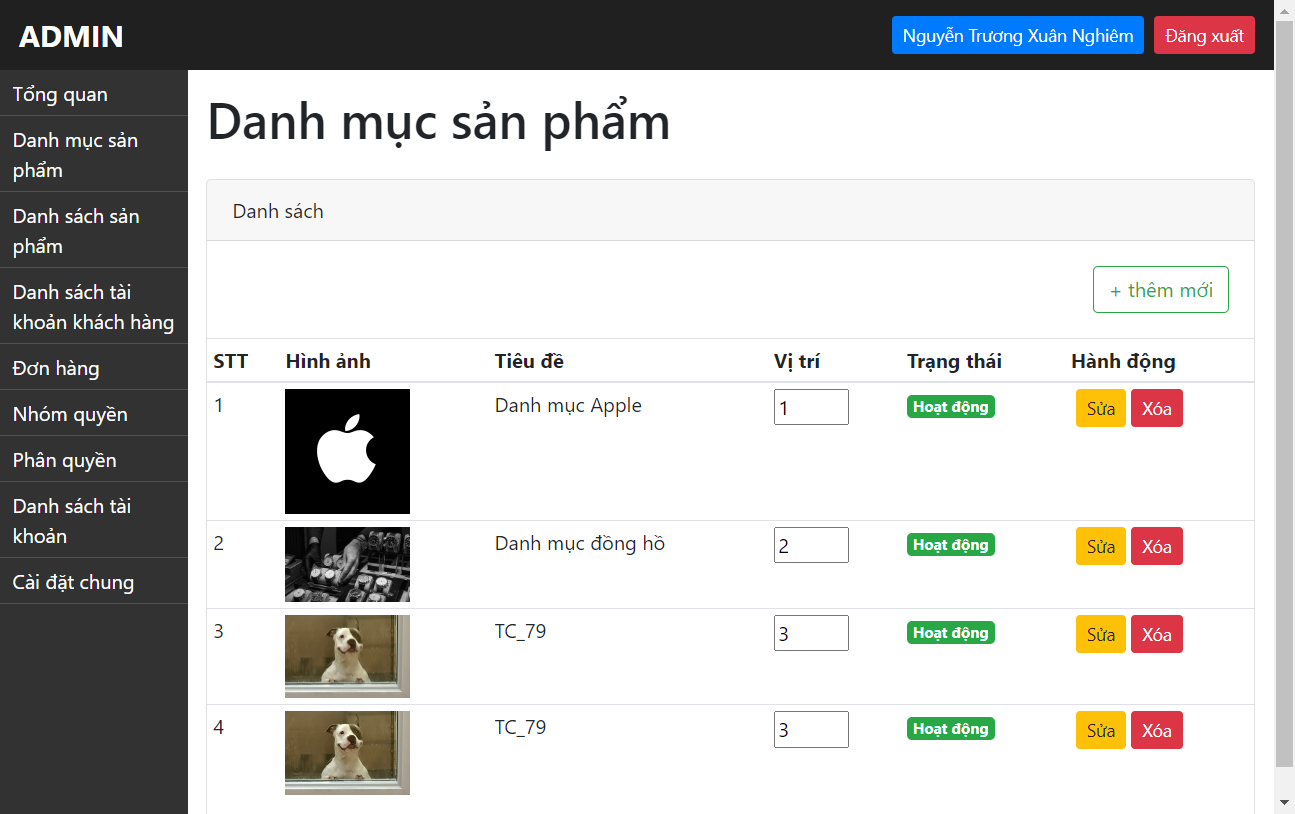 ADMIN
Nguyễn Trương Xuân Nghiêm
Đăng xuất
Tổng quan
Danh mục sản
phẩm
Danh sách sản
phẩm
Danh sách tài
khoản khách hàng
Đơn hàng
Nhóm quyền
Phân quyền
Danh sách tài
khoản
Cài đặt chung
Danh mục sản phẩm
Danh sách
+ thêm mới
STT Hình ảnh Tiêu đề Vị trí Trạng thái Hành động
1 Danh mục Apple 1 Hoạt động Sửa Xóa
2 Danh mục đồng hồ 2 Hoạt động Sửa Xóa
3 TC_79 3 Hoạt động Sửa Xóa
4 TC_79 3 Hoạt động Sửa Xóa